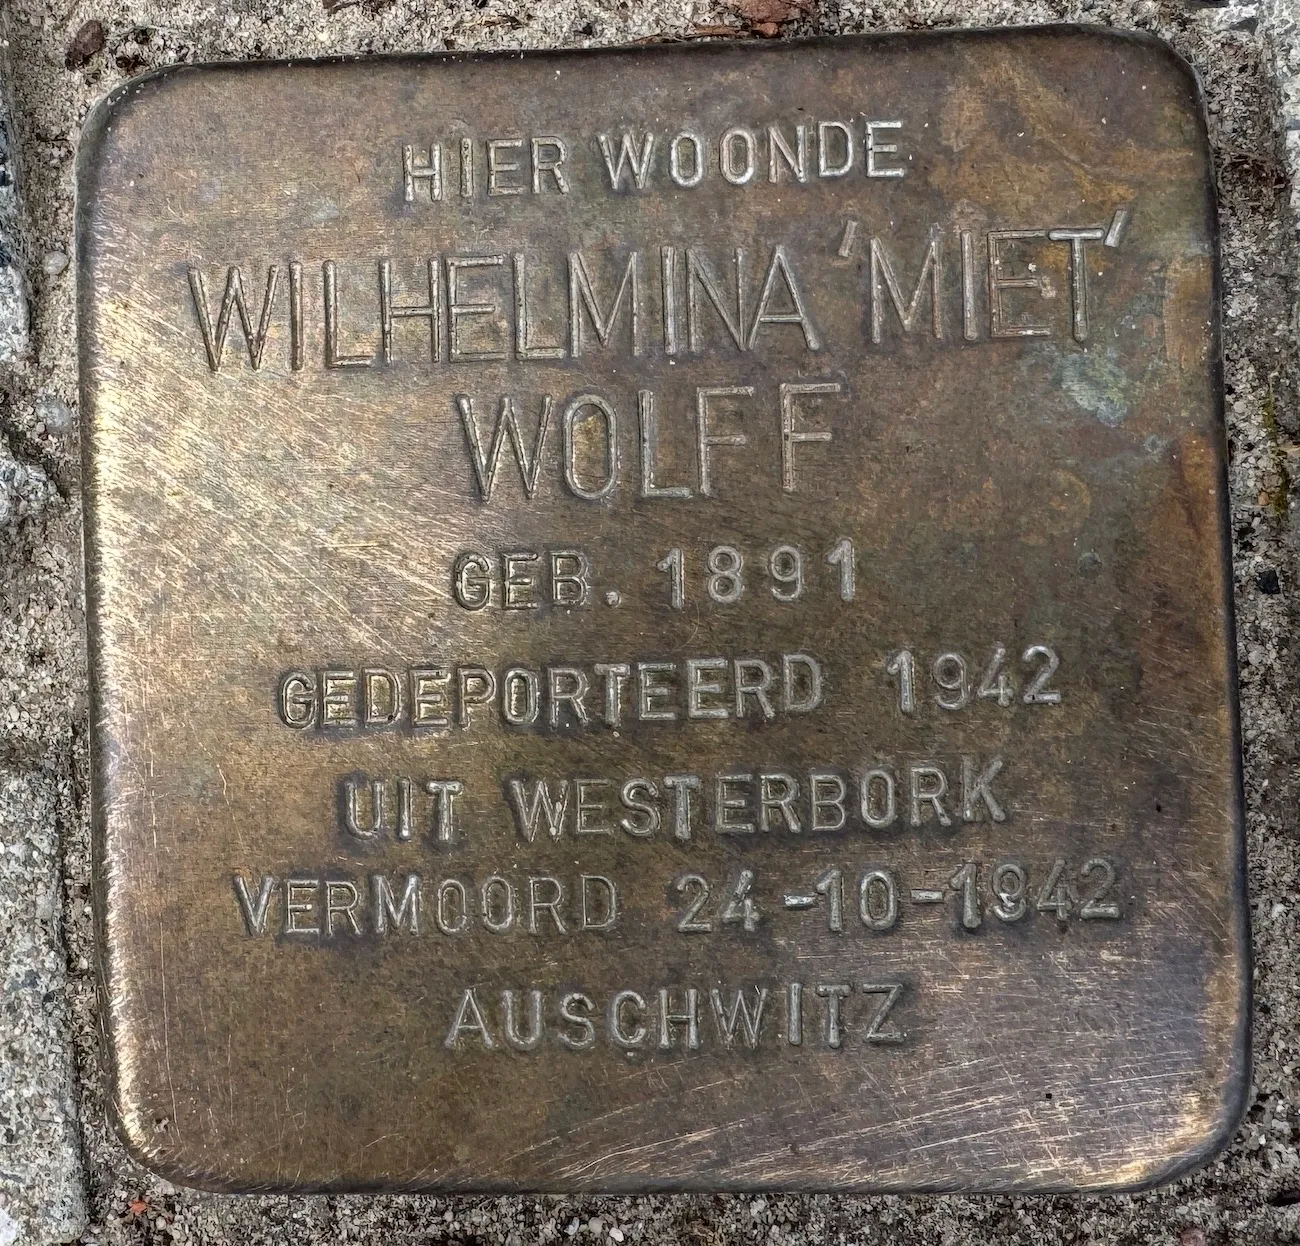 HIER WOONDE
WILHELMINA 'MIET'
WOLFF
GEB. 1891
GEDEPORTEERD 1942
UIT WESTERBORK
VERMOORD 24-10-1942
AUSCHWITZ